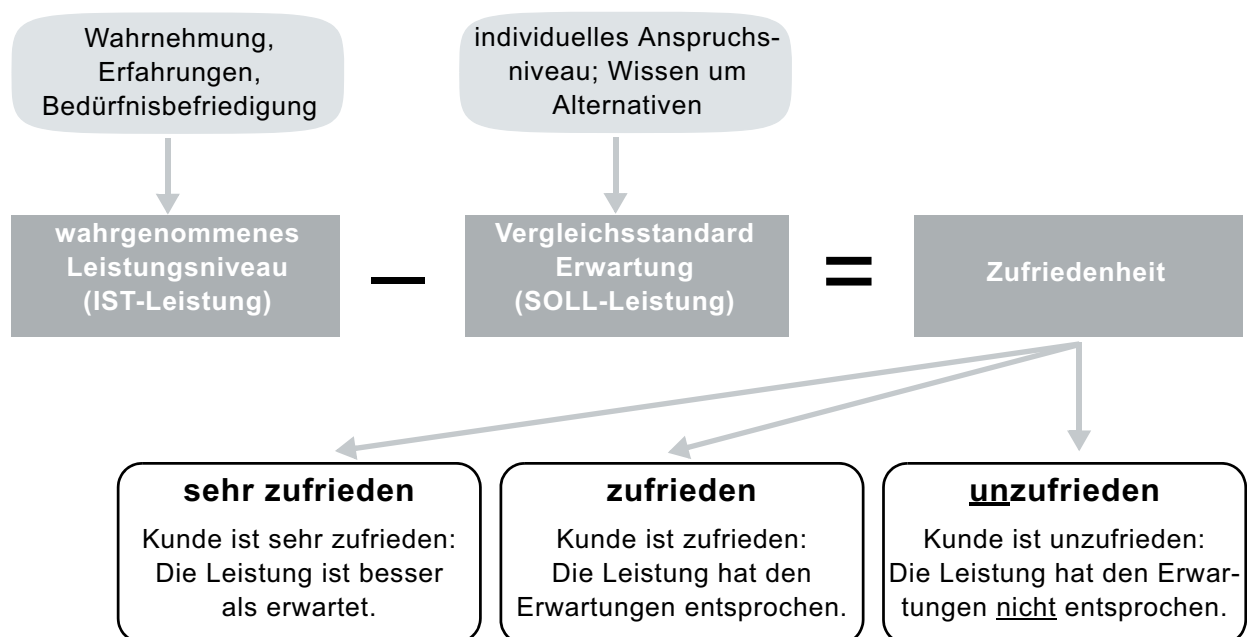 Wahrnehmung,
Erfahrungen,
Bedürfnisbefriedigung
individuelles Anspruchs-
niveau; Wissen um
Alternativen
wahrgenommenes
Leistungsniveau
(IST-Leistung)
—
Vergleichsstandard
Erwartung
(SOLL-Leistung)
=
Zufriedenheit
sehr zufrieden
Kunde ist sehr zufrieden:
Die Leistung ist besser
als erwartet.
zufrieden
Kunde ist zufrieden:
Die Leistung hat den
Erwartungen entsprochen.
unzufrieden
Kunde ist unzufrieden:
Die Leistung hat den Erwar-
tungen nicht entsprochen.